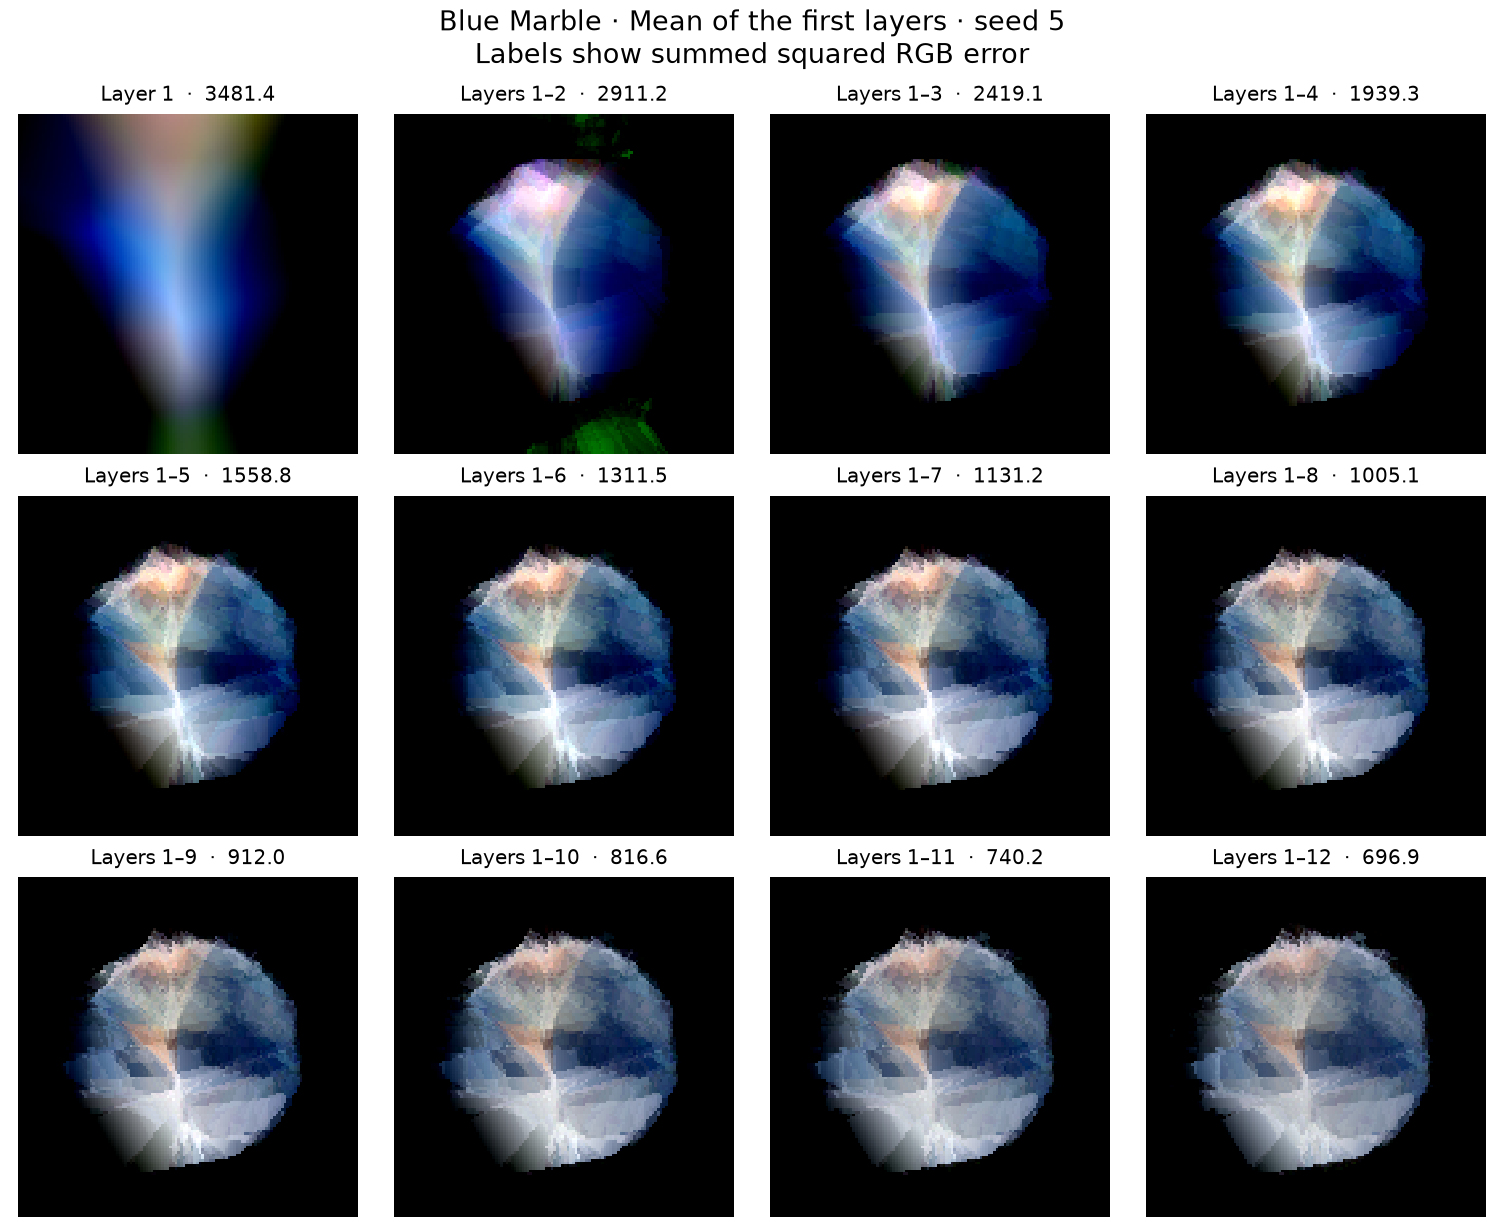 Blue Marble · Mean of the first layers · seed 5
Labels show summed squared RGB error
Layer 1 · 3481.4
Layers 1–2 · 2911.2
Layers 1–3 · 2419.1
Layers 1–4 · 1939.3
Layers 1–5 · 1558.8
Layers 1–6 · 1311.5
Layers 1–7 · 1131.2
Layers 1–8 · 1005.1
Layers 1–9 · 912.0
Layers 1–10 · 816.6
Layers 1–11 · 740.2
Layers 1–12 · 696.9